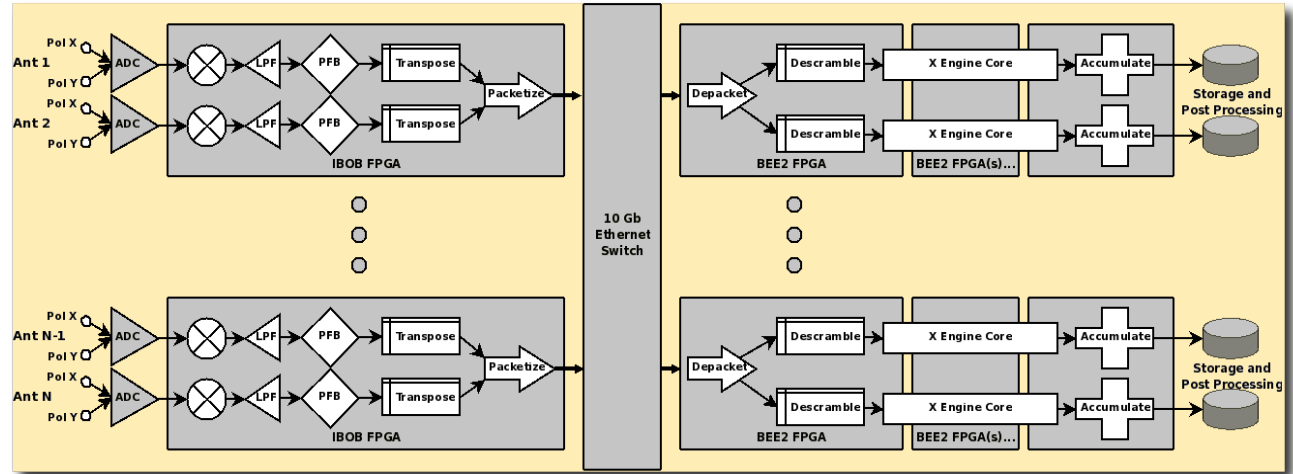 Pol X
Ant 1
Pol Y
ADC
LPF
PFB
Transpose
Packetize
Pol X
Ant 2
Pol Y
ADC
LPF
PFB
Transpose
IBOB FPGA
10 Gb
Ethernet
Switch
Depacket
Descramble
X Engine Core
Accumulate
Descramble
X Engine Core
Accumulate
BEE2 FPGA
BEE2 FPGA(s)...
Storage and
Post Processing
Pol X
Ant N-1
Pol Y
ADC
LPF
PFB
Transpose
Packetize
Pol X
Ant N
Pol Y
ADC
LPF
PFB
Transpose
IBOB FPGA
Depacket
Descramble
X Engine Core
Accumulate
Descramble
X Engine Core
Accumulate
BEE2 FPGA
BEE2 FPGA(s)...
Storage and
Post Processing